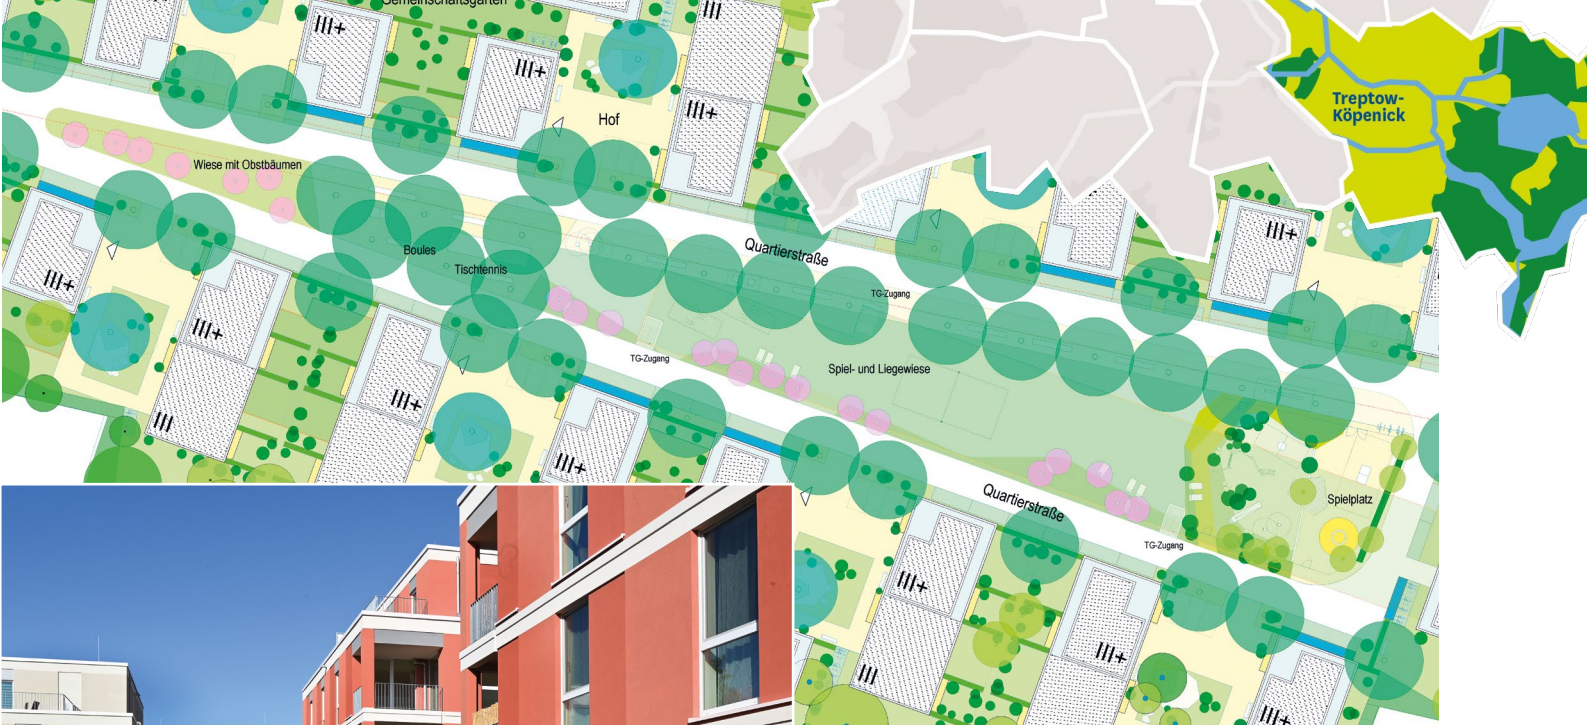 Gemeinschaftsgärten
III
III+
III+
III+
Hof
Treptow-
Köpenick
Wiese mit Obstbäumen
Boules
Tischtennis
Quartierstraße
III+
TG-Zugang
III+
III+
III+
TG-Zugang
Spiel- und Liegewiese
III
III+
Quartierstraße
Spielplatz
TG-Zugang
III+
III+
III
III+